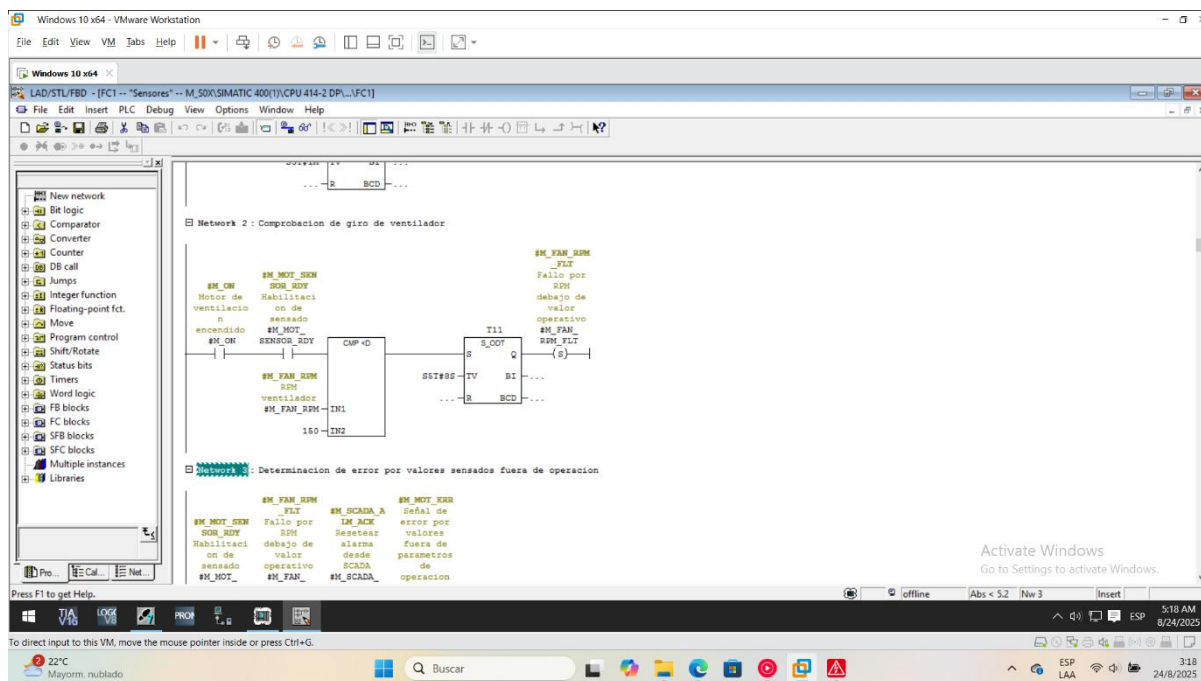 Windows 10 x64 - VMware Workstation
File Edit View VM Tabs Help
Windows 10 x64
LAD/STL/FBD - [FC1 -- "Sensores" -- M_S0X\SIMATIC 400(1)\CPU 414-2 DP\...\FC1]
File Edit Insert PLC Debug View Options Window Help
New network
Bit logic
Comparator
Converter
Counter
DB call
Jumps
Integer function
Floating-point fct.
Move
Program control
Shift/Rotate
Status bits
Timers
Word logic
FB blocks
FC blocks
SFB blocks
SFC blocks
Multiple instances
Libraries
Pro... Cal... Net...
... R BCD ...
Network 2 : Comprobacion de giro de ventilador
#M_ON
Motor de
ventilacio
n
encendido
#M_ON
#M_MOT_SEN
SOR_RDY
Habilitaci
on de
sensado
#M_MOT_
SENSOR_RDY
CMP <D
#M_FAN_RPM
RPM
ventilador
#M_FAN_RPM IN1
150 IN2
T11
S_ODT
S Q
S5T#8S TV BI ...
... R BCD ...
#M_FAN_RPM
_FLT
Fallo por
RPM
debajo de
valor
operativo
#M_FAN_
RPM_FLT
(S)
Network 3 : Determinacion de error por valores sensados fuera de operacion
#M_MOT_SEN
SOR_RDY
Habilitaci
on de
sensado
#M_MOT_
#M_FAN_RPM
_FLT
Fallo por
RPM
debajo de
valor
operativo
#M_FAN_
#M_SCADA_A
LM_ACK
Resetear
alarma
desde
SCADA
#M_SCADA_
#M_MOT_ERR
Señal de
error por
valores
fuera de
parametros
de
operacion
Activate Windows
Go to Settings to activate Windows.
Press F1 to get Help.
offline Abs < 5.2 Nw 3 Insert
TIA V16
LOGO V8
PRON
ESP
5:18 AM
8/24/2025
To direct input to this VM, move the mouse pointer inside or press Ctrl+G.
2
22°C
Mayorm. nublado
Buscar
ESP
LAA
3:18
24/8/2025